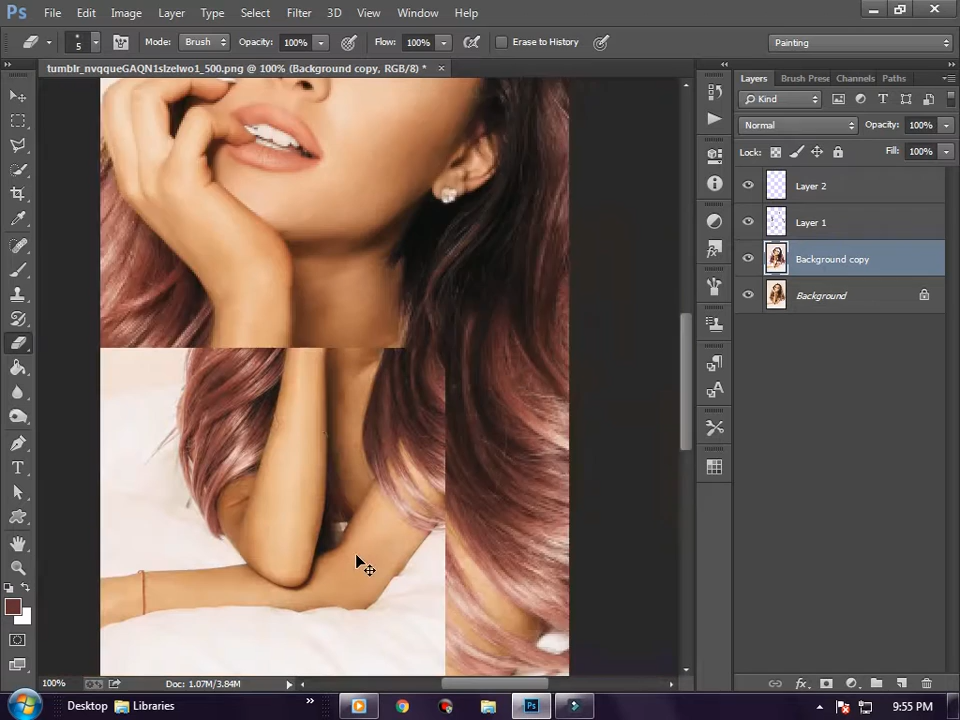 Ps File Edit Image Layer Type Select Filter 3D View Window Help
5 Mode: Brush Opacity: 100% Flow: 100% Erase to History Painting
tumblr_nvqqueGAQN1slzelwo1_500.png @ 100% (Background copy, RGB/8) * ×
Layers Brush Prese Channels Paths
Kind
Normal Opacity: 100%
Lock: Fill: 100%
Layer 2
Layer 1
Background copy
Background
fx
A
T
100% Doc: 1.07M/3.84M
fx
Desktop Libraries » Ps 9:55 PM